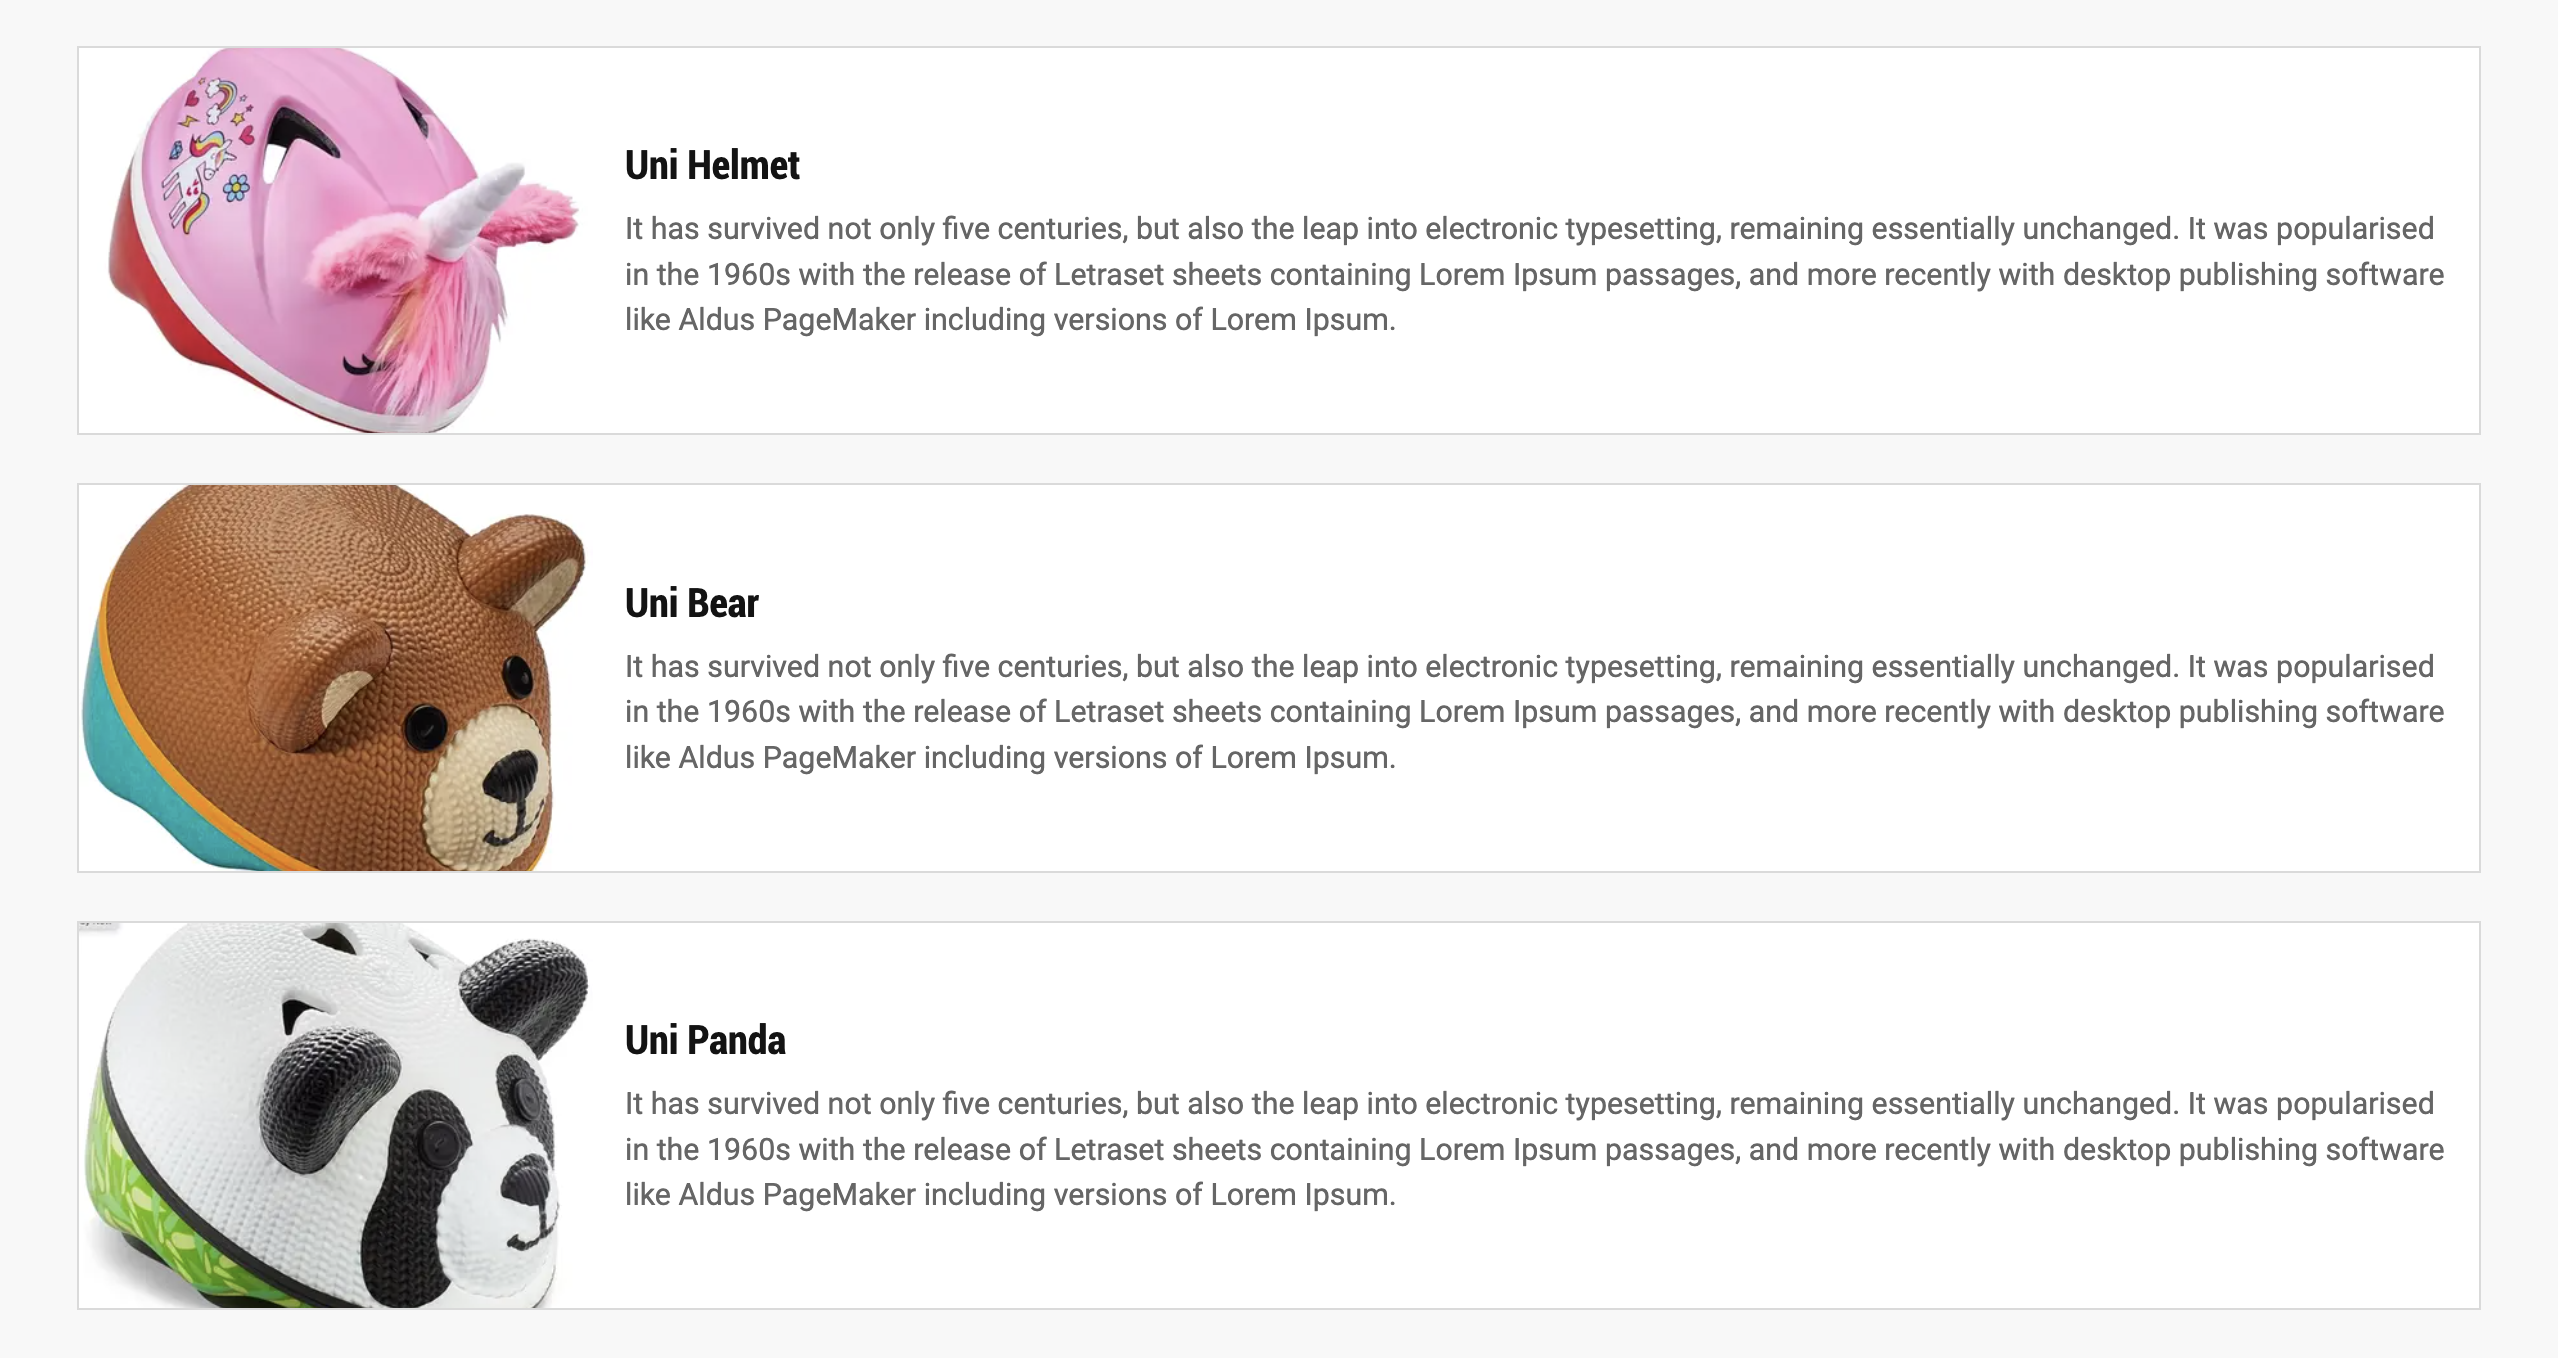 Uni Helmet
It has survived not only five centuries, but also the leap into electronic typesetting, remaining essentially unchanged. It was popularised
in the 1960s with the release of Letraset sheets containing Lorem Ipsum passages, and more recently with desktop publishing software
like Aldus PageMaker including versions of Lorem Ipsum.
Uni Bear
It has survived not only five centuries, but also the leap into electronic typesetting, remaining essentially unchanged. It was popularised
in the 1960s with the release of Letraset sheets containing Lorem Ipsum passages, and more recently with desktop publishing software
like Aldus PageMaker including versions of Lorem Ipsum.
Uni Panda
It has survived not only five centuries, but also the leap into electronic typesetting, remaining essentially unchanged. It was popularised
in the 1960s with the release of Letraset sheets containing Lorem Ipsum passages, and more recently with desktop publishing software
like Aldus PageMaker including versions of Lorem Ipsum.